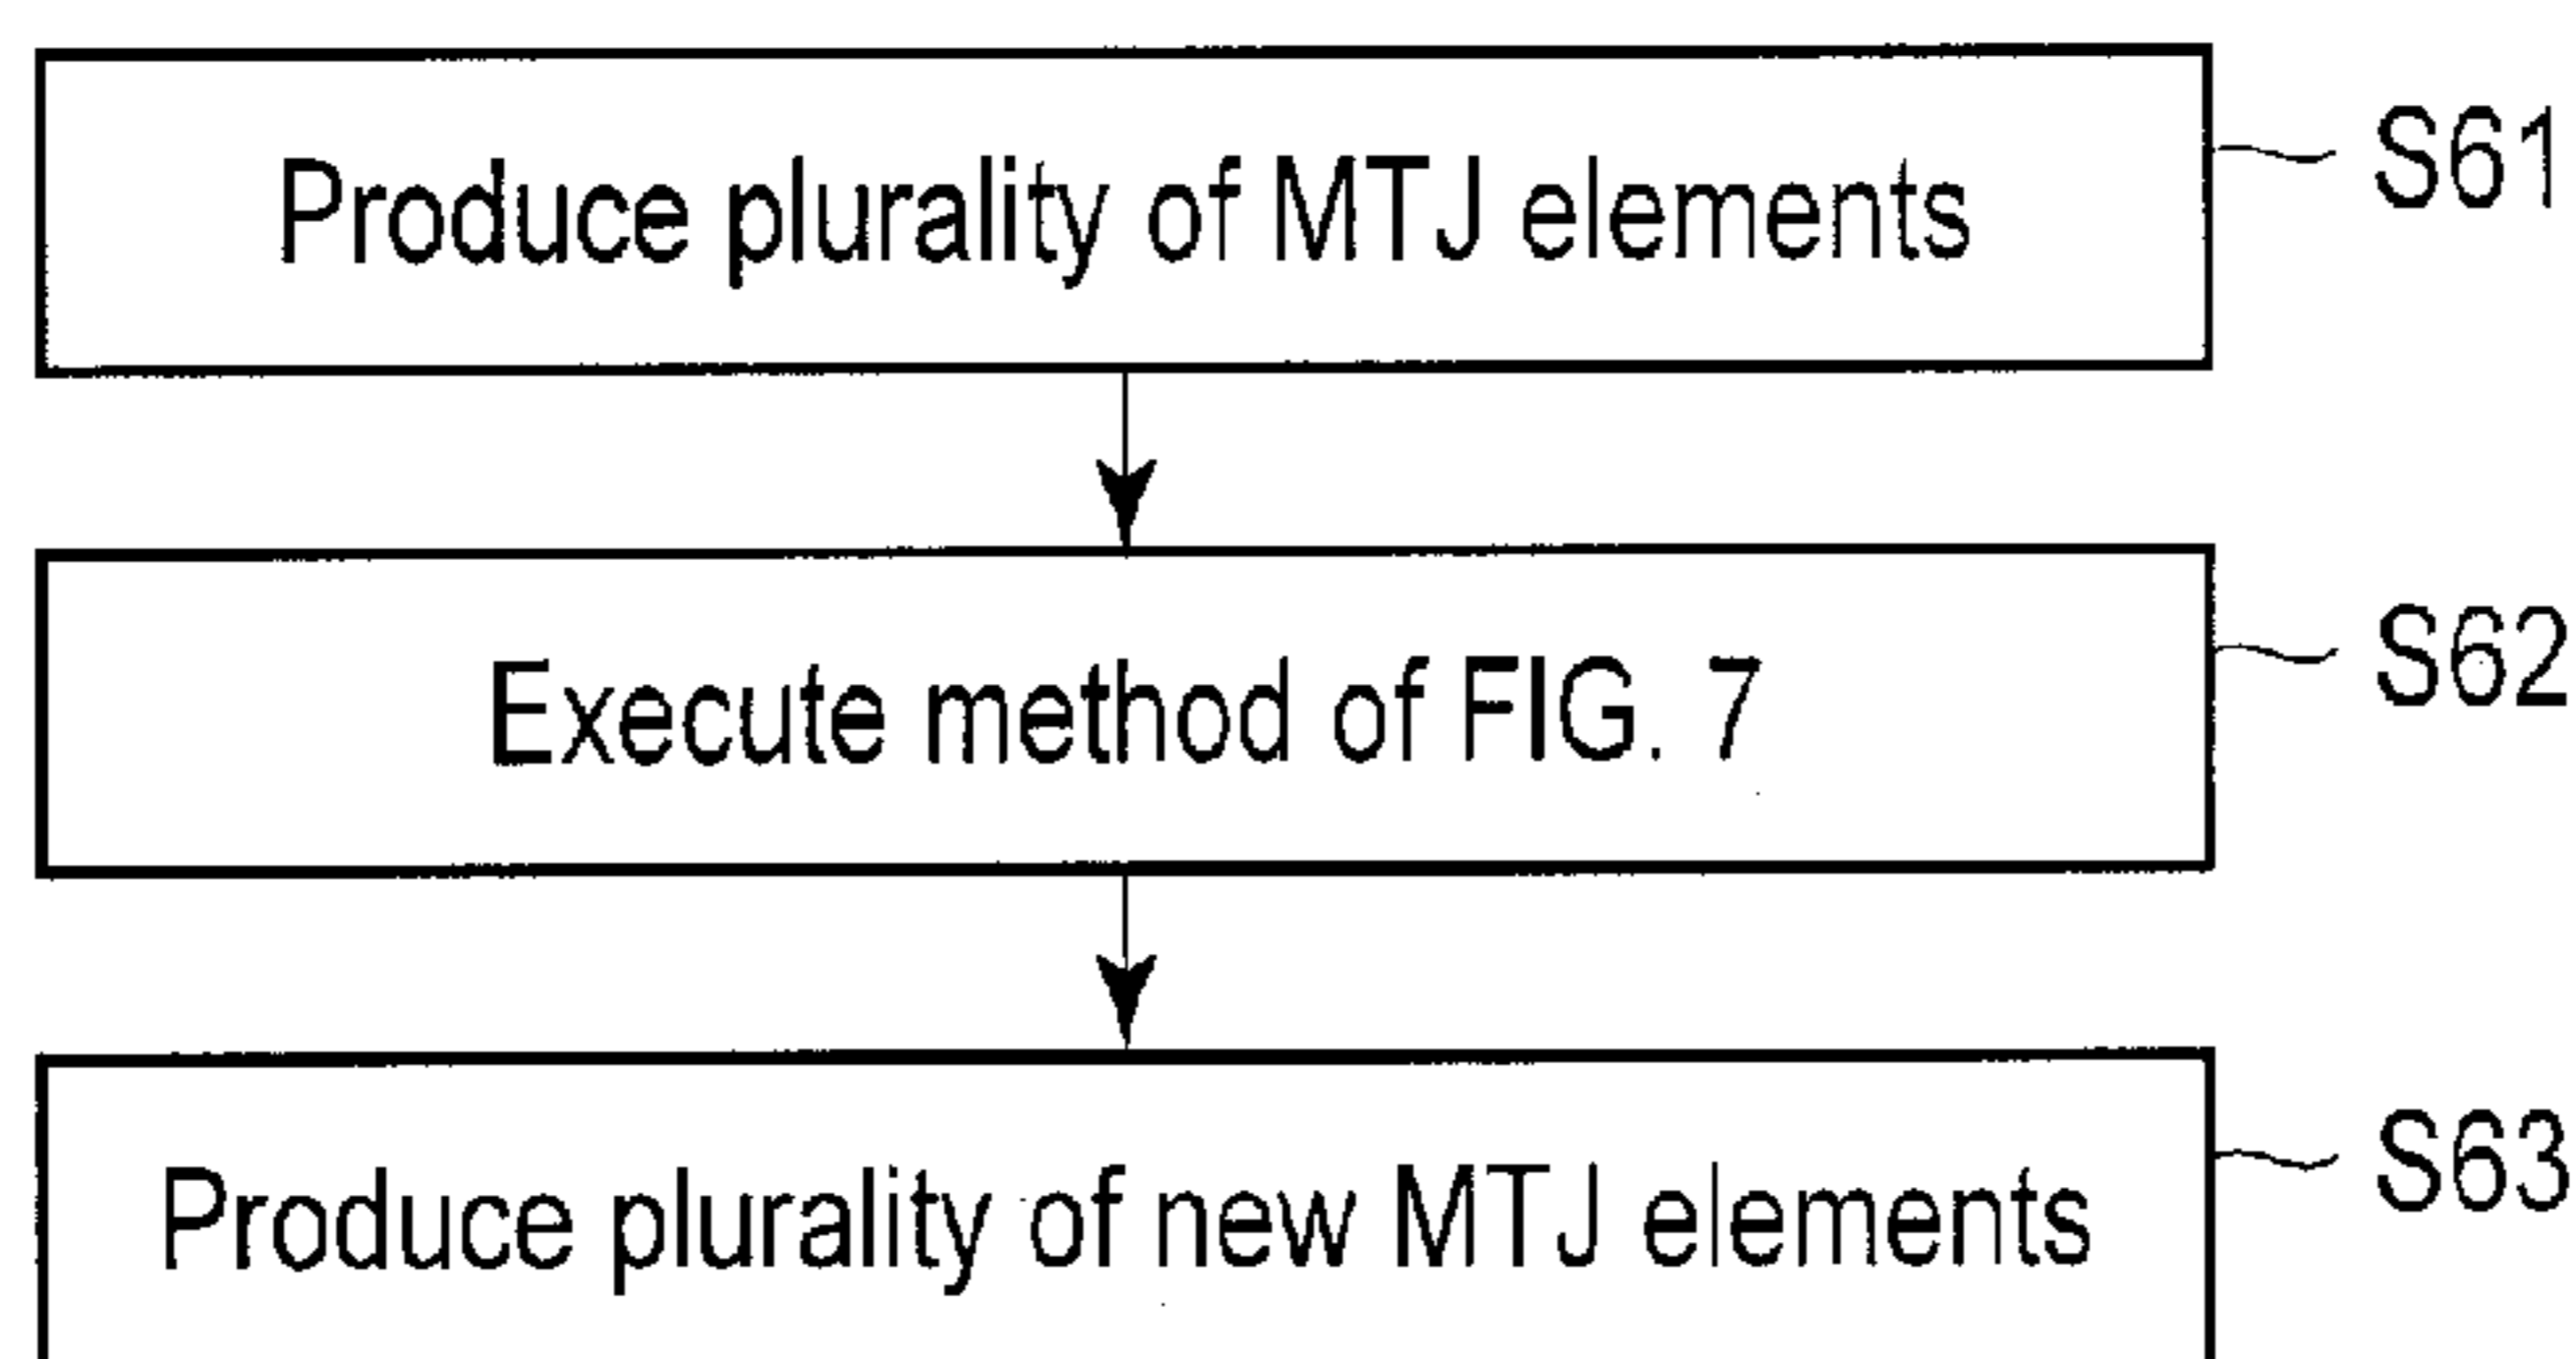 Produce plurality of MTJ elements
S61
Execute method of FIG. 7
S62
Produce plurality of new MTJ elements
S63